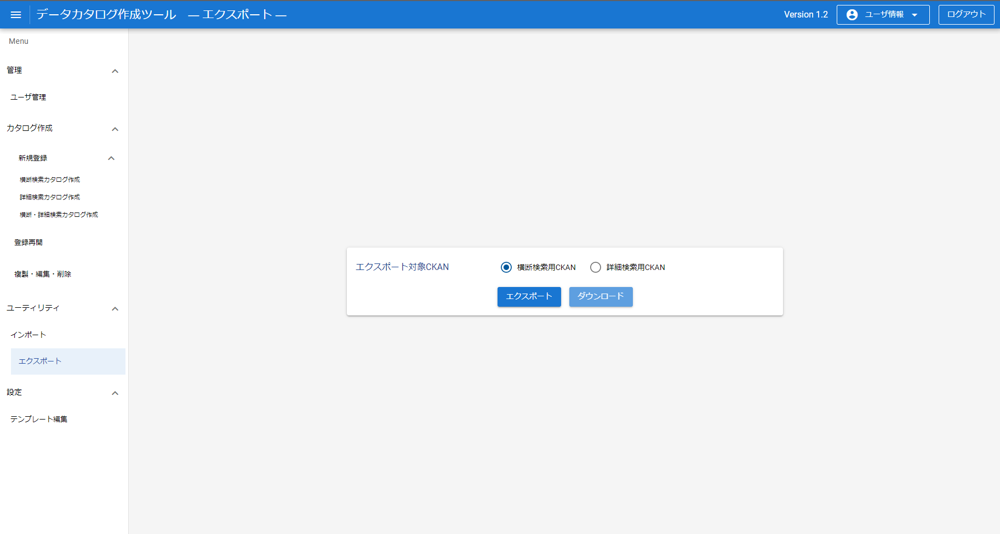 データカタログ作成ツール — エクスポート —
Version 1.2
ユーザ情報
ログアウト
Menu
管理
ユーザ管理
カタログ作成
新規登録
横断検索カタログ作成
詳細検索カタログ作成
横断・詳細検索カタログ作成
登録再開
複製・編集・削除
ユーティリティ
インポート
エクスポート
設定
テンプレート編集
エクスポート対象CKAN
横断検索用CKAN
詳細検索用CKAN
エクスポート
ダウンロード